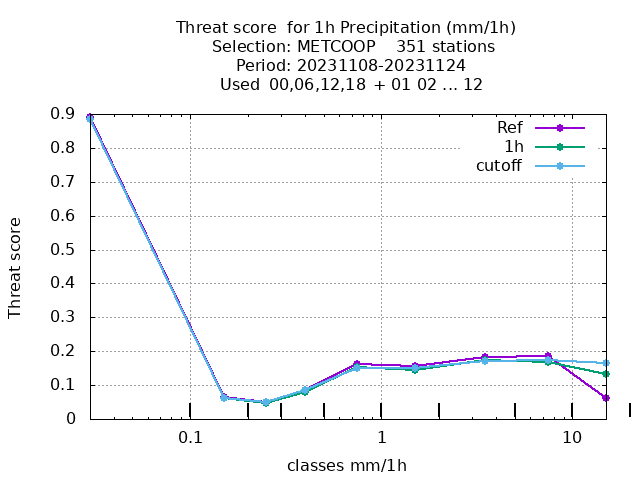 Threat score  for 1h Precipitation (mm/1h)
Selection: METCOOP    351 stations
Period: 20231108-20231124
Used  00,06,12,18  + 01 02 ... 12
Ref
1h
cutoff
Threat score
0.9
0.8
0.7
0.6
0.5
0.4
0.3
0.2
0.1
0
0.1
1
10
classes mm/1h